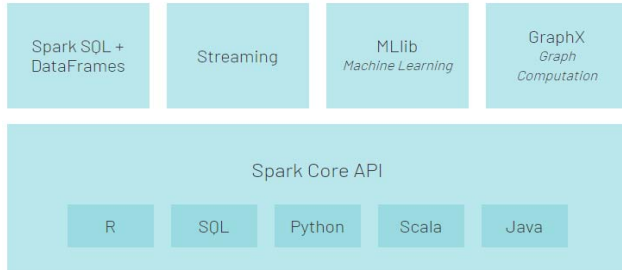 Spark SQL +
DataFrames
Streaming
MLlib
Machine Learning
GraphX
Graph
Computation
Spark Core API
R
SQL
Python
Scala
Java